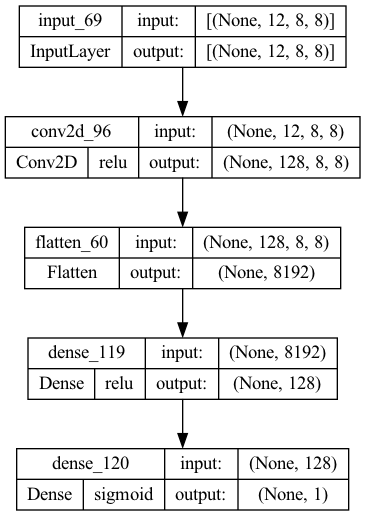 input_69 input: [(None, 12, 8, 8)]
InputLayer output: [(None, 12, 8, 8)]
conv2d_96 input: (None, 12, 8, 8)
Conv2D relu output: (None, 128, 8, 8)
flatten_60 input: (None, 128, 8, 8)
Flatten output: (None, 8192)
dense_119 input: (None, 8192)
Dense relu output: (None, 128)
dense_120 input: (None, 128)
Dense sigmoid output: (None, 1)